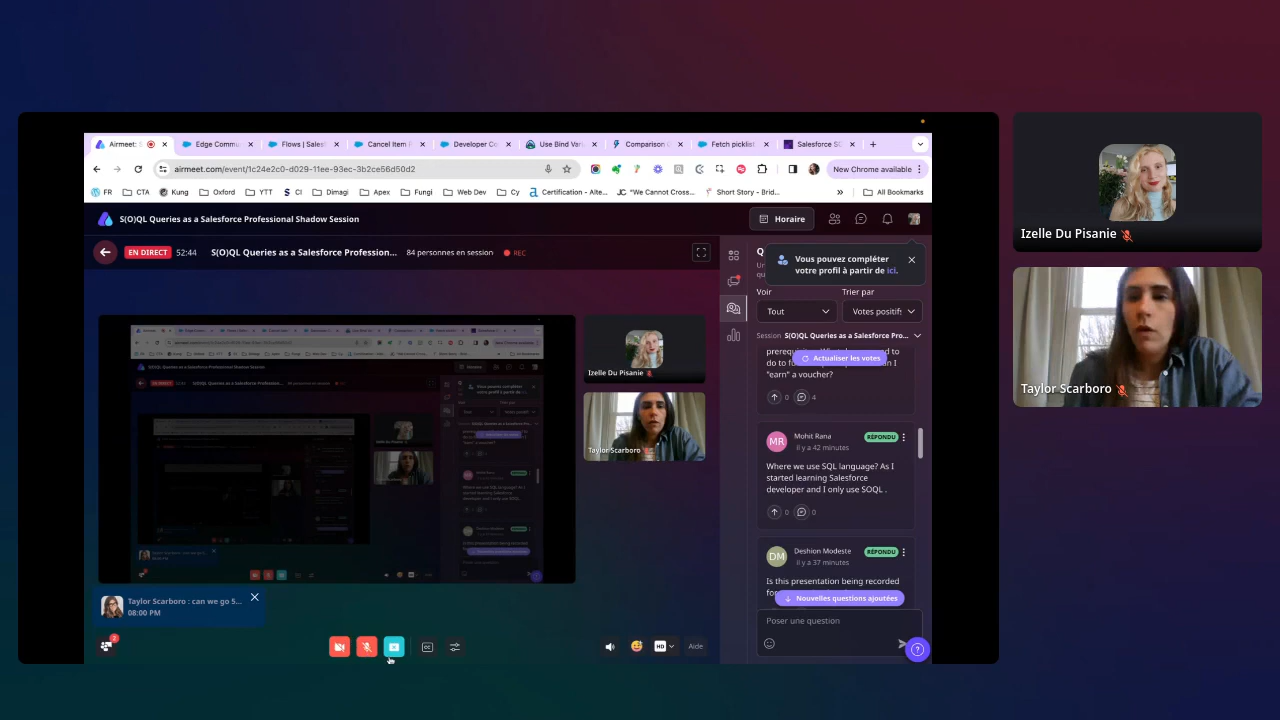 Airmeet: S
Edge Commu
Flows | Sales
Cancel Item R
Developer Co
Use Bind Var
Comparison O
Fetch picklist
Salesforce SO
airmeet.com/event/1c24e2c0-d029-11ee-93ec-3b2ce56d50d2
New Chrome available
FR
CTA
Kung
Oxford
YTT
CI
Dimagi
Apex
Fungi
Web Dev
Cy
Certification - Alte...
JC "We Cannot Cross...
Short Story - Brid...
»
All Bookmarks
S(O)QL Queries as a Salesforce Professional Shadow Session
Horaire
EN DIRECT
52:44
S(O)QL Queries as a Salesforce Profession...
84 personnes en session
REC
Vous pouvez compléter
votre profil à partir de ici.
Voir
Trier par
Tout
Votes positifs
Session S(O)QL Queries as a Salesforce Pro...
Actualiser les votes
to
do to
I
"earn" a voucher?
0
4
MR
Mohit Rana
RÉPONDU
il y a 42 minutes
Where we use SQL language? As I
started learning Salesforce
developer and I only use SOQL .
0
0
DM
Deshion Modeste
RÉPONDU
il y a 37 minutes
Is this presentation being recorded
Nouvelles questions ajoutées
Poser une question
Izelle Du Pisanie
Taylor Scarboro
Taylor Scarboro : can we go 5...
08:00 PM
2
CC
HD
Aide
?
Izelle Du Pisanie
Taylor Scarboro